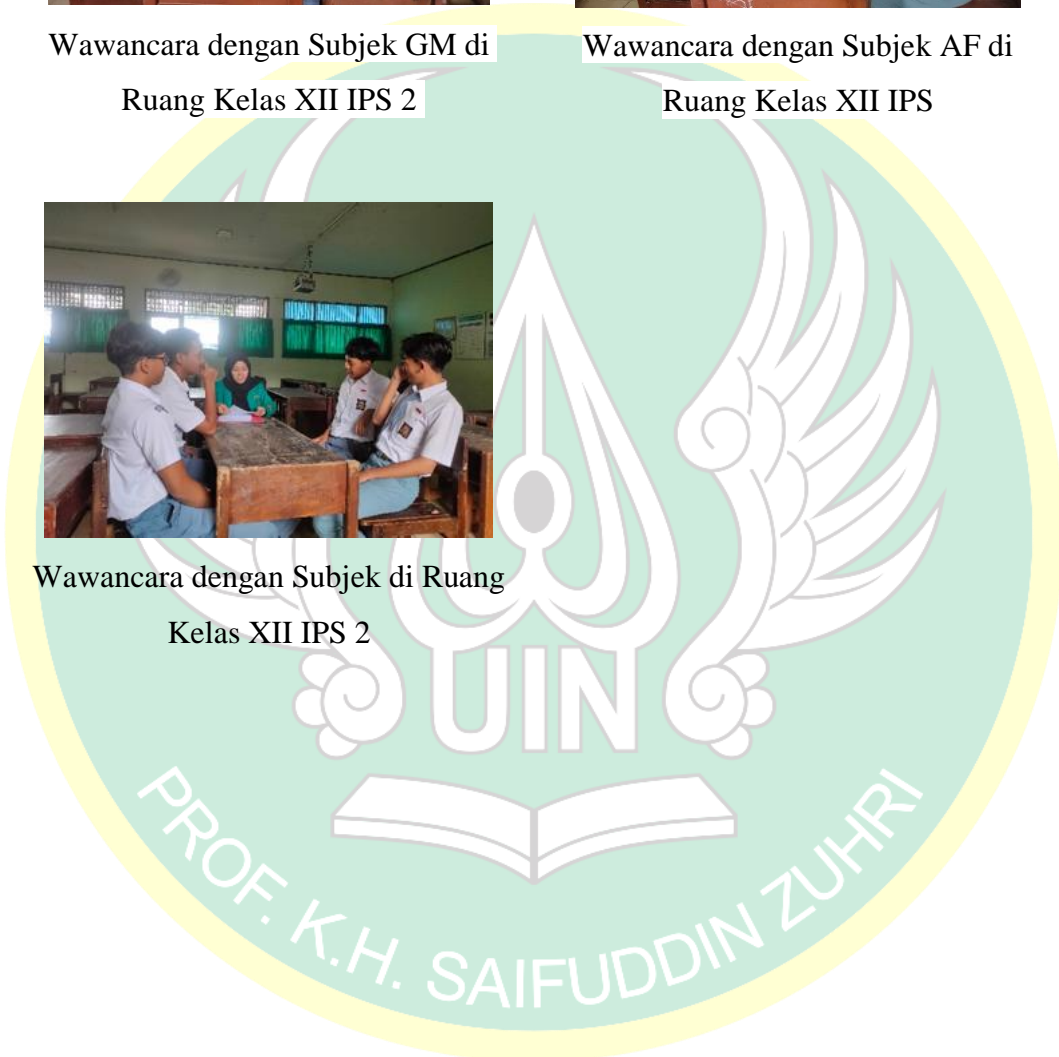 Wawancara dengan Subjek GM di
Ruang Kelas XII IPS 2
Wawancara dengan Subjek AF di
Ruang Kelas XII IPS
Wawancara dengan Subjek di Ruang
Kelas XII IPS 2
UIN
PROF. K.H. SAIFUDDIN ZUHRI